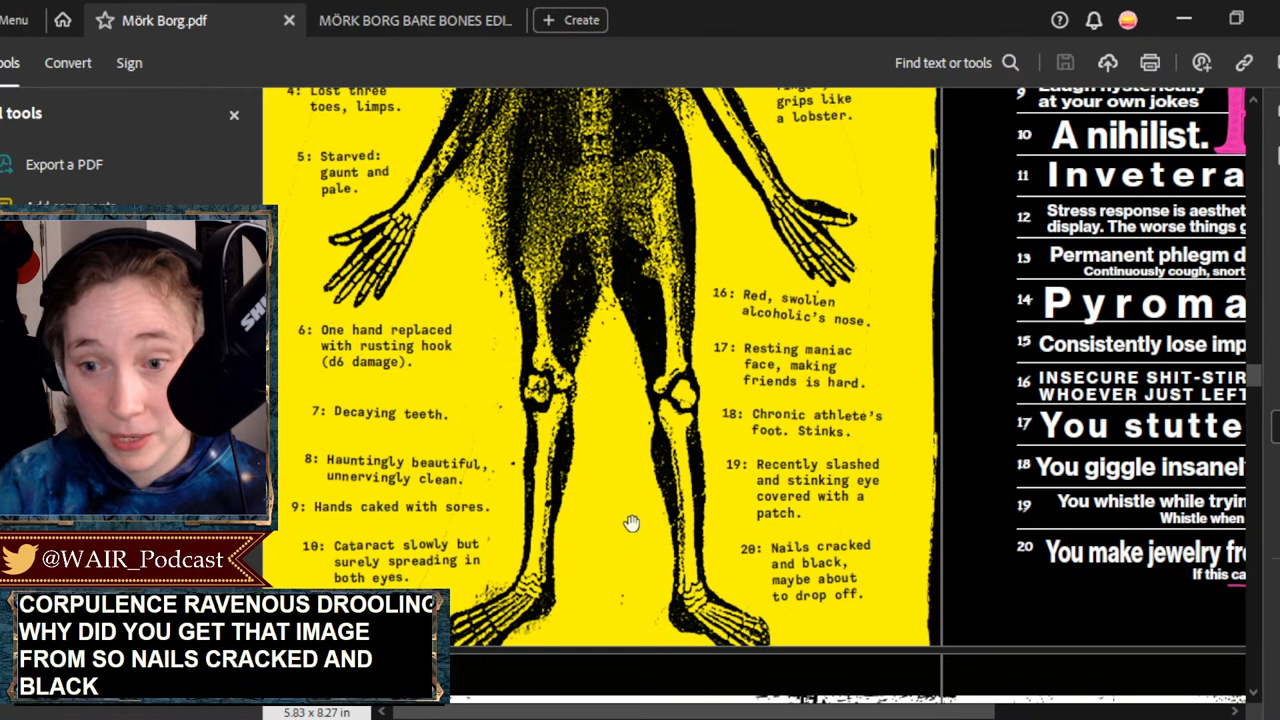 Menu
Mörk Borg.pdf
MÖRK BORG BARE BONES EDI...
Create
ools
Convert
Sign
Find text or tools
l tools
Export a PDF
4: Lost three
toes, limps.
5: Starved:
gaunt and
pale.
6: One hand replaced
with rusting hook
(d6 damage).
7: Decaying teeth.
8: Hauntingly beautiful,
unnervingly clean.
9: Hands caked with sores.
10: Cataract slowly but
surely spreading in
both eyes.
grips like
a lobster.
16: Red, swollen
alcoholic's nose.
17: Resting maniac
face, making
friends is hard.
18: Chronic athlete's
foot. Stinks.
19: Recently slashed
and stinking eye
covered with a
patch.
20: Nails cracked
and black,
maybe about
to drop off.
9 Laugh hysterically
at your own jokes
10 A nihilist.
11 Invetera
12 Stress response is aesthet
display. The worse things g
13 Permanent phlegm d
Continuously cough, snort
14 Pyroma
15 Consistently lose imp
16 INSECURE SHIT-STIR
WHOEVER JUST LEFT
17 You stutte
18 You giggle insanel
19 You whistle while tryin
Whistle when
20 You make jewelry fr
If this ca
@WAIR_Podcast
CORPULENCE RAVENOUS DROOLING
WHY DID YOU GET THAT IMAGE
FROM SO NAILS CRACKED AND
BLACK
5.83 x 8.27 in